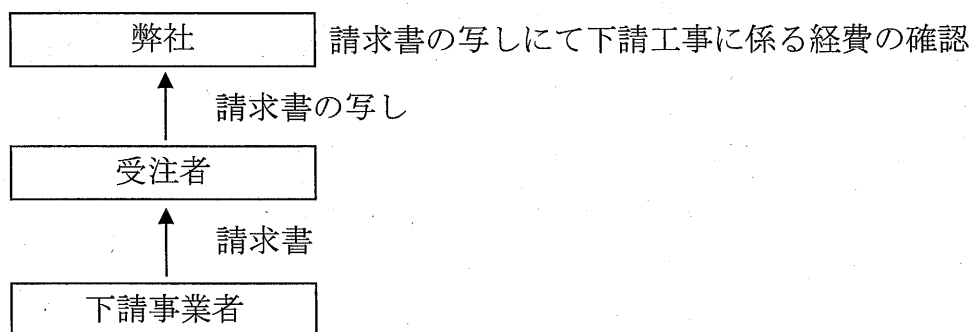 弊社 請求書の写しにて下請工事に係る経費の確認
請求書の写し
受注者
請求書
下請事業者